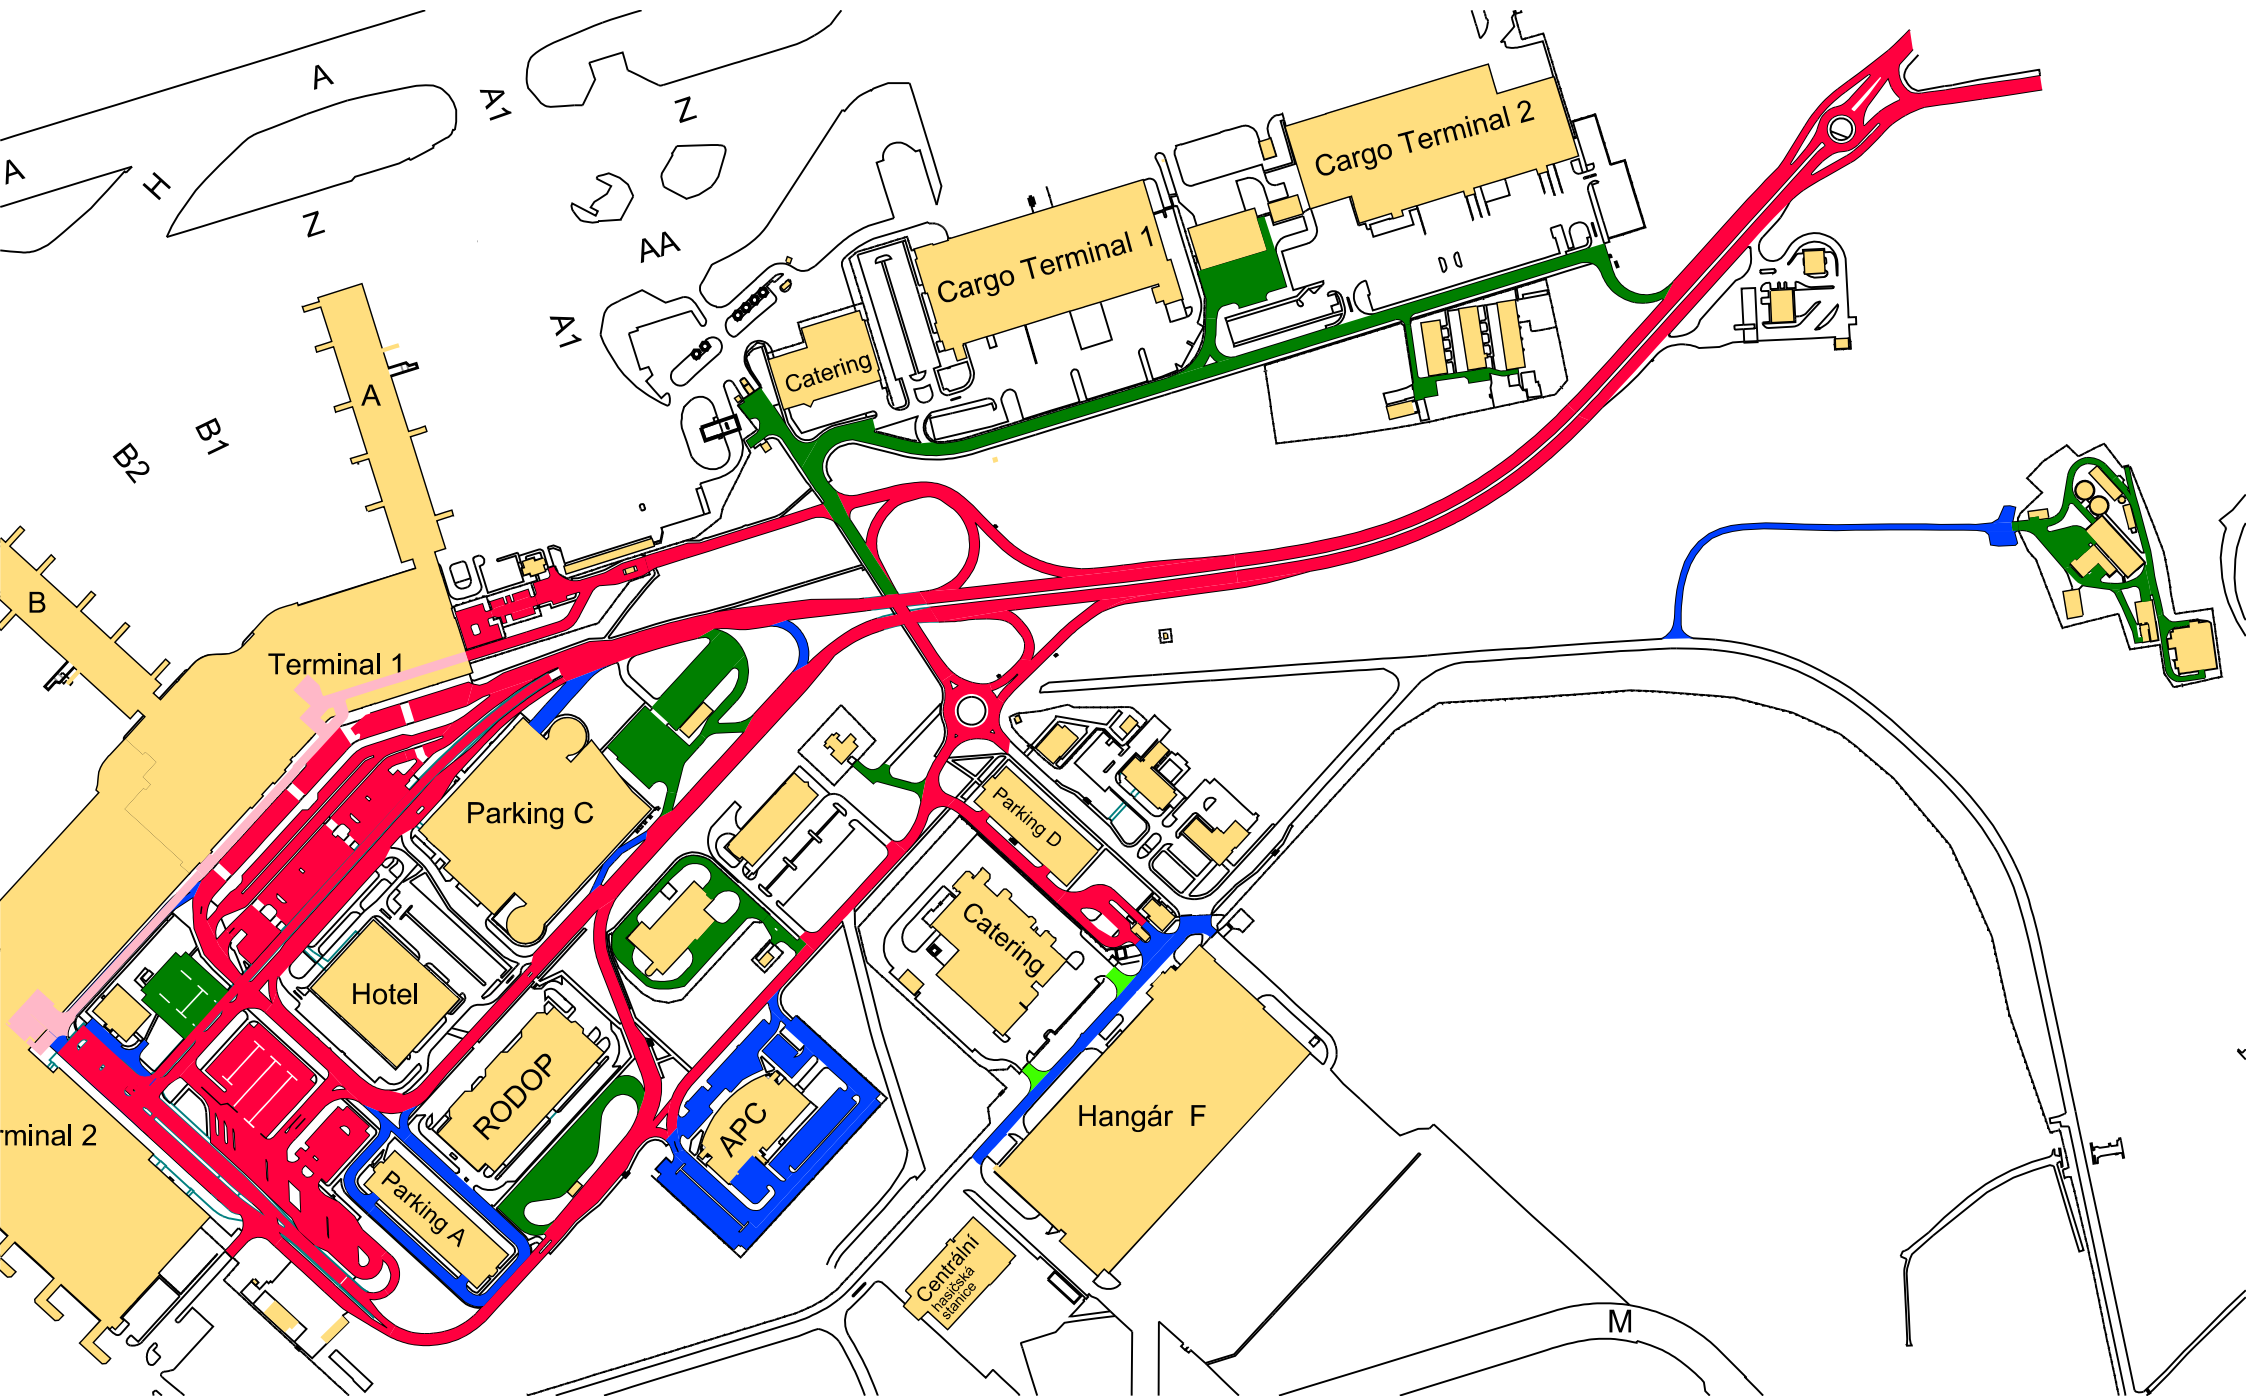 A
A1
N
A
H
N
AA
A1
Cargo Terminal 2
Cargo Terminal 1
Catering
A
B1
B2
B
Terminal 1
Parking C
Parking D
Catering
Hotel
RODOP
APC
Hangár F
rminal 2
Parking A
Centrální
hasičská
stanice
M